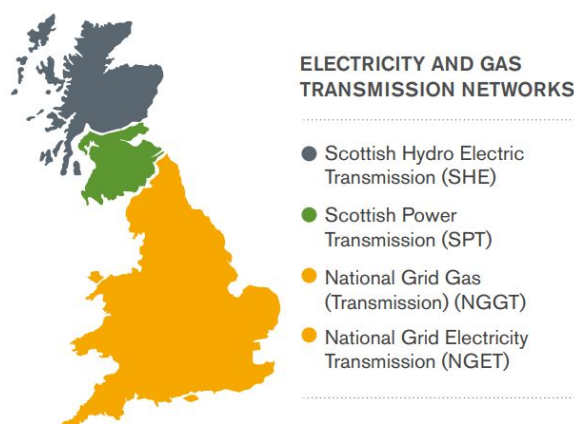 ELECTRICITY AND GAS
TRANSMISSION NETWORKS
Scottish Hydro Electric
Transmission (SHE)
Scottish Power
Transmission (SPT)
National Grid Gas
(Transmission) (NGGT)
National Grid Electricity
Transmission (NGET)